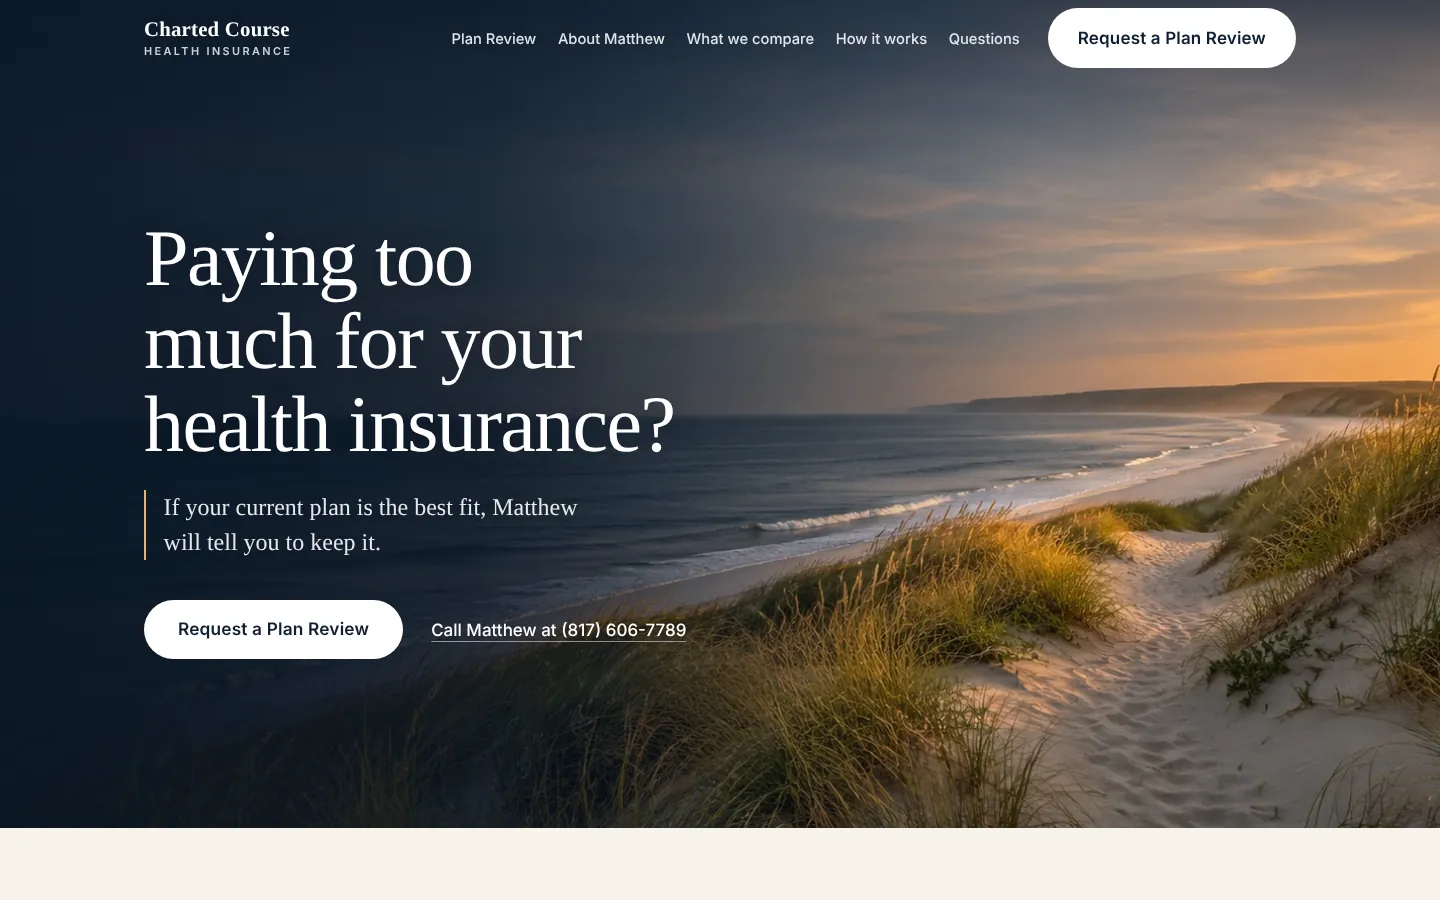 Charted Course
HEALTH INSURANCE
Plan Review
About Matthew
What we compare
How it works
Questions
Request a Plan Review
Paying too
much for your
health insurance?
If your current plan is the best fit, Matthew
will tell you to keep it.
Request a Plan Review
Call Matthew at (817) 606-7789